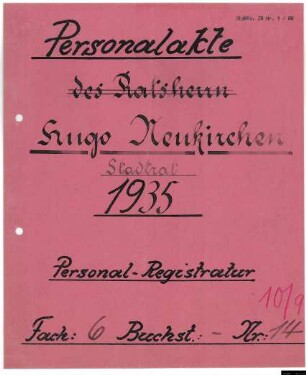 Personalakte
des Ratsherrn
Hugo Neukirchen
Stadtrat
1935
Personal-Registratur
10/9
Fach: 6 Buchst.: - Nr.: 14